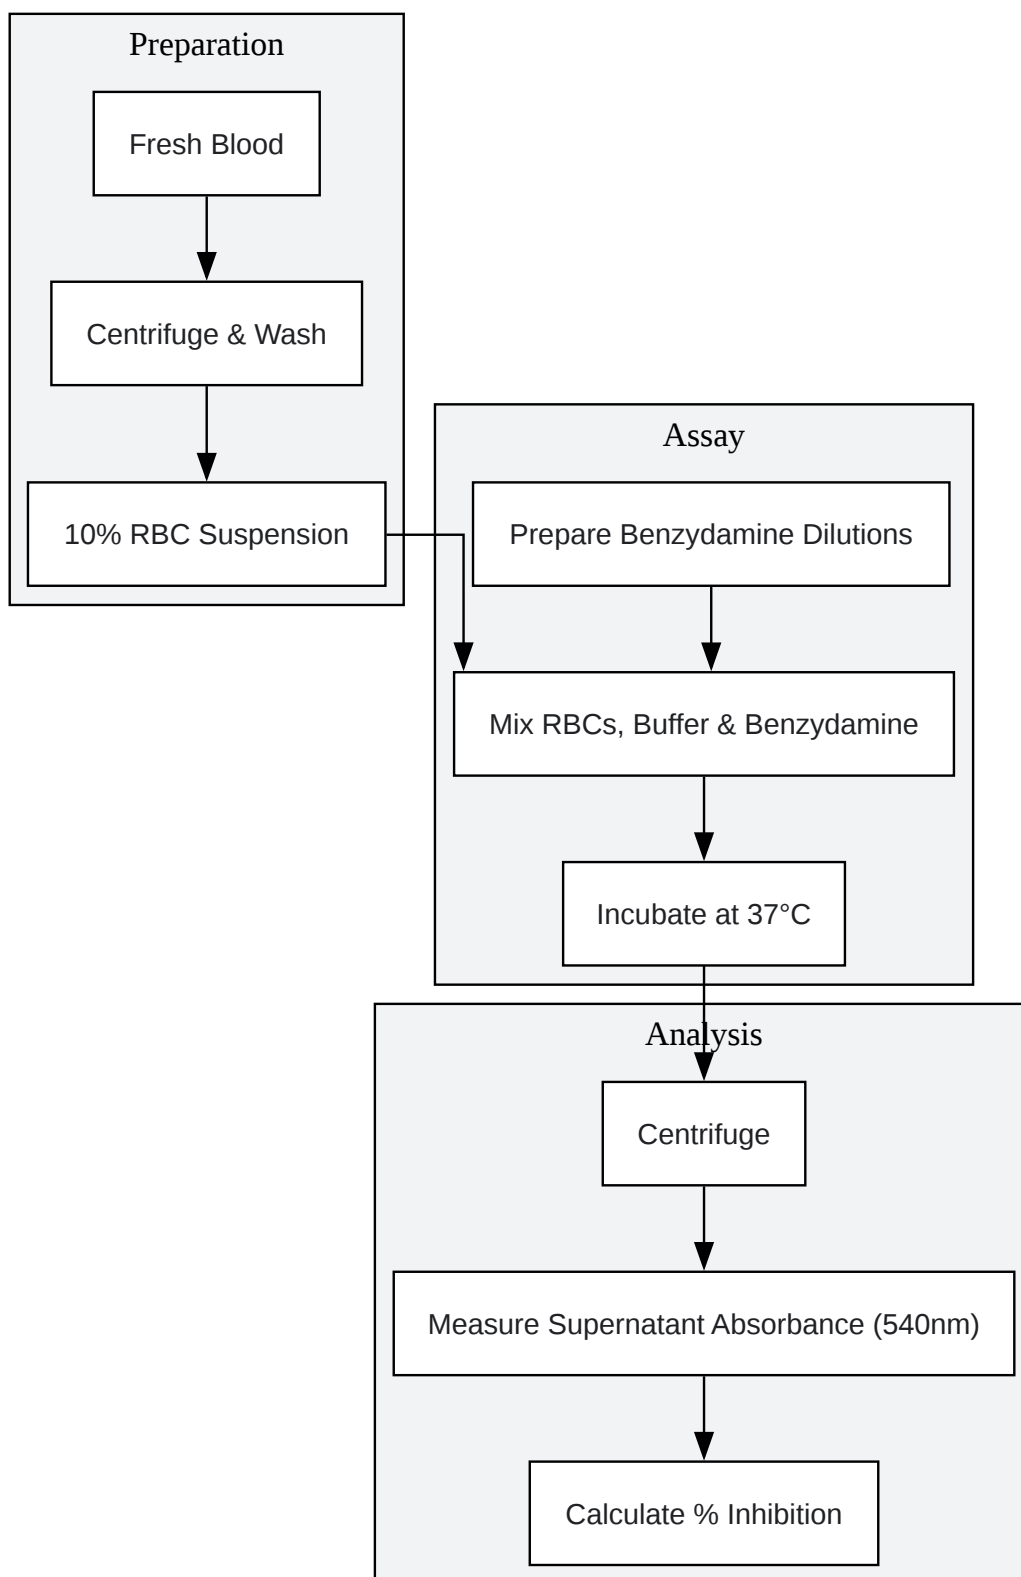 Preparation
Fresh Blood
Centrifuge & Wash
10% RBC Suspension
Assay
Prepare Benzydamine Dilutions
Mix RBCs, Buffer & Benzydamine
Incubate at 37°C
Analysis
Centrifuge
Measure Supernatant Absorbance (540nm)
Calculate % Inhibition